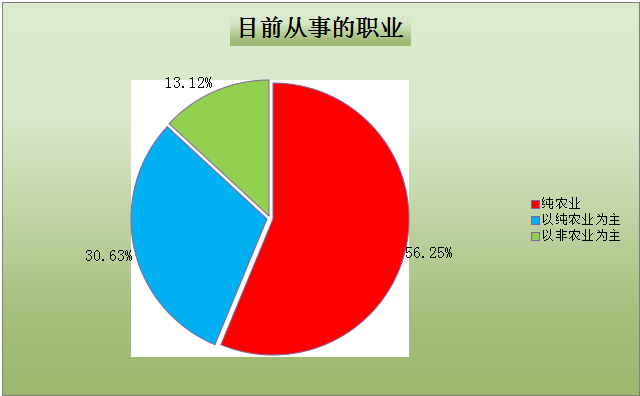 目前从事的职业
13.12%
30.63%
56.25%
纯农业
以纯农业为主
以非农业为主